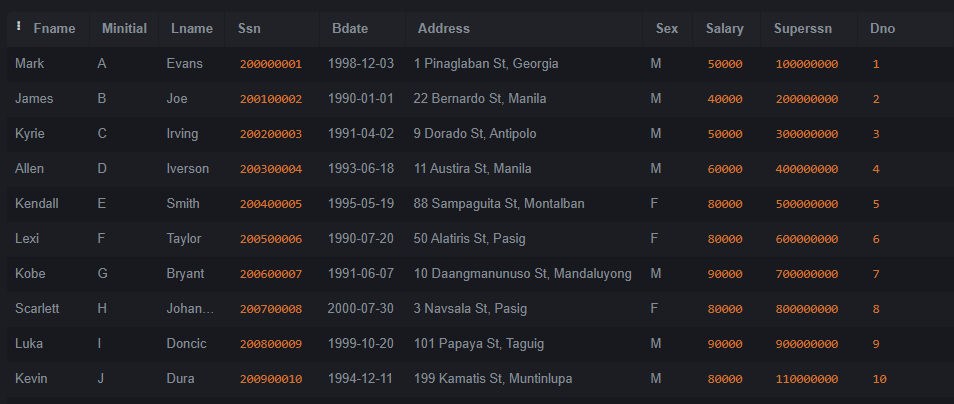 Fname Minitial Lname Ssn Bdate Address Sex Salary Superssn Dno
Mark A Evans 200000001 1998-12-03 1 Pinaglaban St, Georgia M 50000 100000000 1
James B Joe 200100002 1990-01-01 22 Bernardo St, Manila M 40000 200000000 2
Kyrie C Irving 200200003 1991-04-02 9 Dorado St, Antipolo M 50000 300000000 3
Allen D Iverson 200300004 1993-06-18 11 Austira St, Manila M 60000 400000000 4
Kendall E Smith 200400005 1995-05-19 88 Sampaguita St, Montalban F 80000 500000000 5
Lexi F Taylor 200500006 1990-07-20 50 Alatiris St, Pasig F 80000 600000000 6
Kobe G Bryant 200600007 1991-06-07 10 Daangmanunuso St, Mandaluyong M 90000 700000000 7
Scarlett H Johan... 200700008 2000-07-30 3 Navsala St, Pasig F 80000 800000000 8
Luka I Doncic 200800009 1999-10-20 101 Papaya St, Taguig M 90000 900000000 9
Kevin J Dura 200900010 1994-12-11 199 Kamatis St, Muntinlupa M 80000 110000000 10